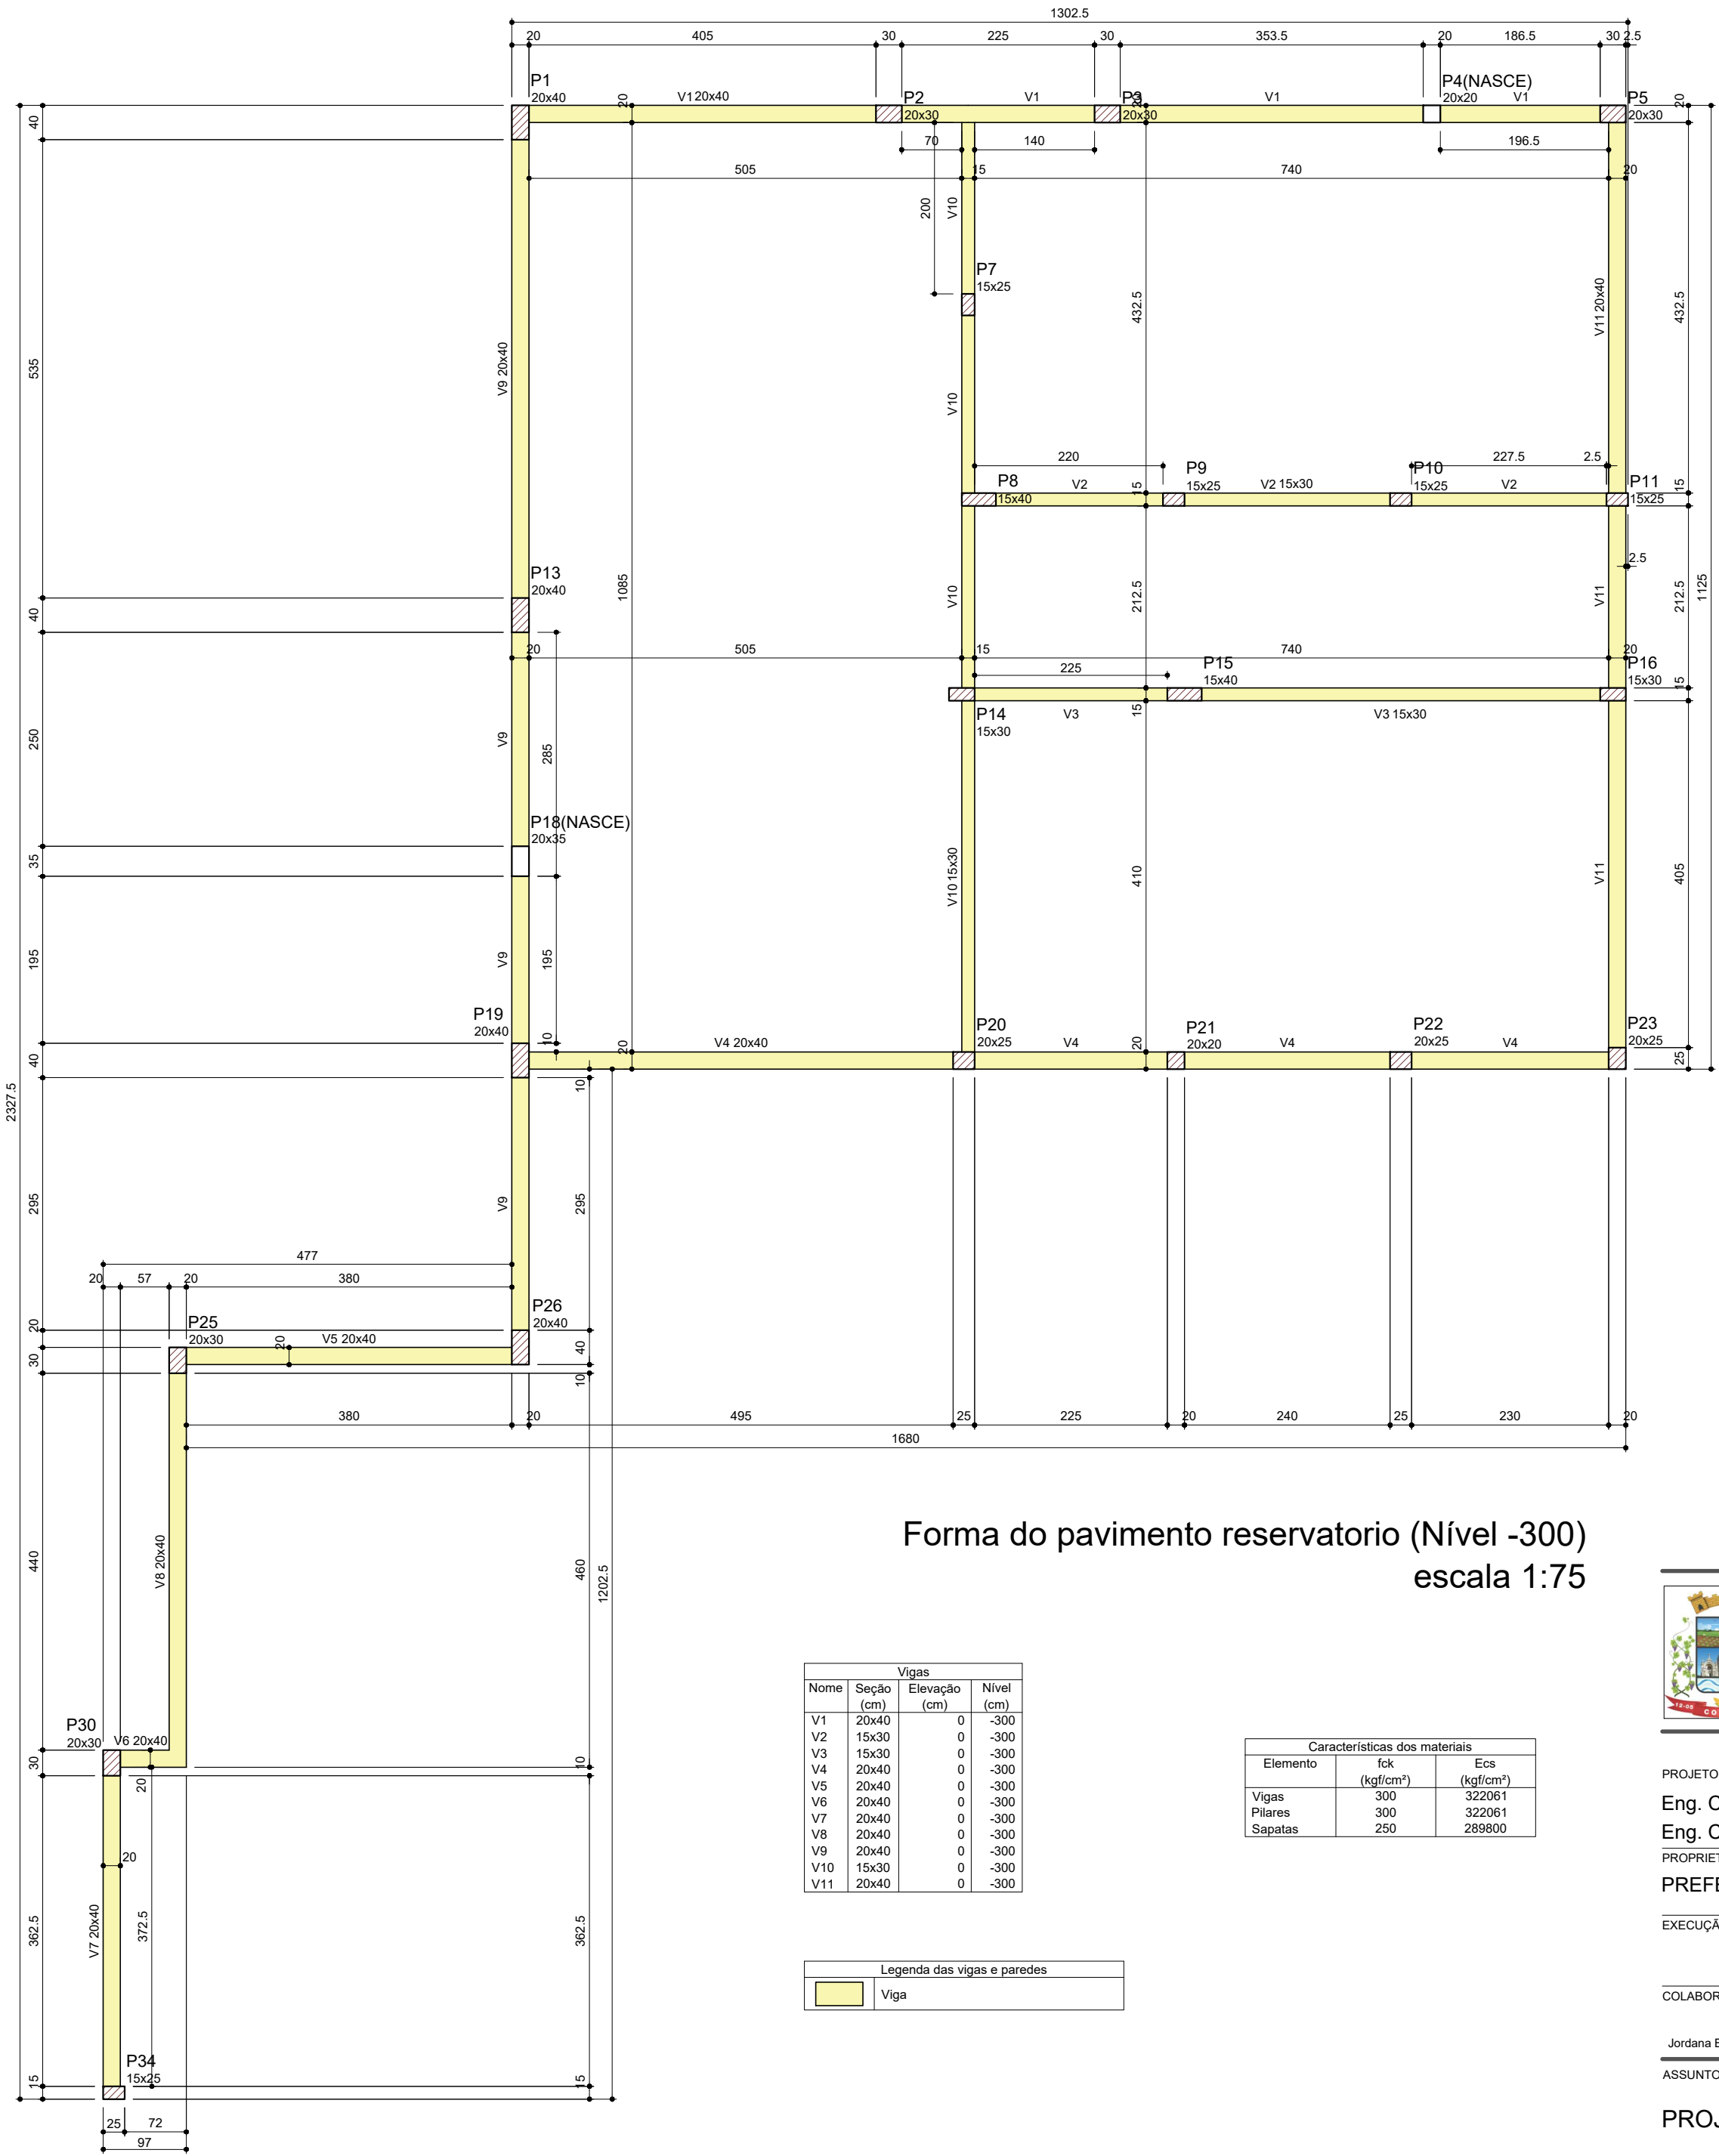 1302.5
20 405 30 225 30 353.5 20 186.5 30 2.5
P1
20x40
V1 20x40
20
P2
20x30
V1
P3
20x30
20
V1
P4(NASCE)
20x20
V1
P5
20x30
20
40
70 140 196.5
505 15 740 20
200
V10
P7
15x25
432.5
V11 20x40
432.5
535
V9 20x40
V10
220 227.5 2.5
P8
15x40
V2
15
P9
15x25
V2 15x30
P10
15x25
V2
P11
15x25
15
2.5
P13
20x40
40
1085
V10
212.5
V11
212.5
1125
20 505 15 740 20
225
P15
15x40
P16
15x30
15
P14
15x30
V3
15
V3 15x30
250
V9
285
P18(NASCE)
20x35
35
V10 15x30
410
V11
405
195
V9
195
P19
20x40
10
V4 20x40
20
P20
20x25
V4
20
P21
20x20
V4
P22
20x25
V4
P23
20x25
25
40
10
2327.5
295
V9
295
477
20 57 20 380
P25
20x30
20
V5 20x40
P26
20x40
20
30
40
10
380 20 495 25 225 20 240 25 230 20
1680
Forma do pavimento reservatorio (Nível -300)
escala 1:75
440
V8 20x40
460
1202.5
P30
20x30
V6 20x40
30
20
10
20
362.5
V7 20x40
372.5
362.5
P34
15x25
15
15
25 72
97
Vigas
Nome Seção Elevação Nível
(cm) (cm) (cm)
V1 20x40 0 -300
V2 15x30 0 -300
V3 15x30 0 -300
V4 20x40 0 -300
V5 20x40 0 -300
V6 20x40 0 -300
V7 20x40 0 -300
V8 20x40 0 -300
V9 20x40 0 -300
V10 15x30 0 -300
V11 20x40 0 -300
Características dos materiais
Elemento fck Ecs
(kgf/cm²) (kgf/cm²)
Vigas 300 322061
Pilares 300 322061
Sapatas 250 289800
Legenda das vigas e paredes
Viga
12-05 CO
PROJETO
Eng. C
Eng. C
PROPRIET
PREFE
EXECUÇÃ
COLABOR
Jordana E
ASSUNTO
PROJ